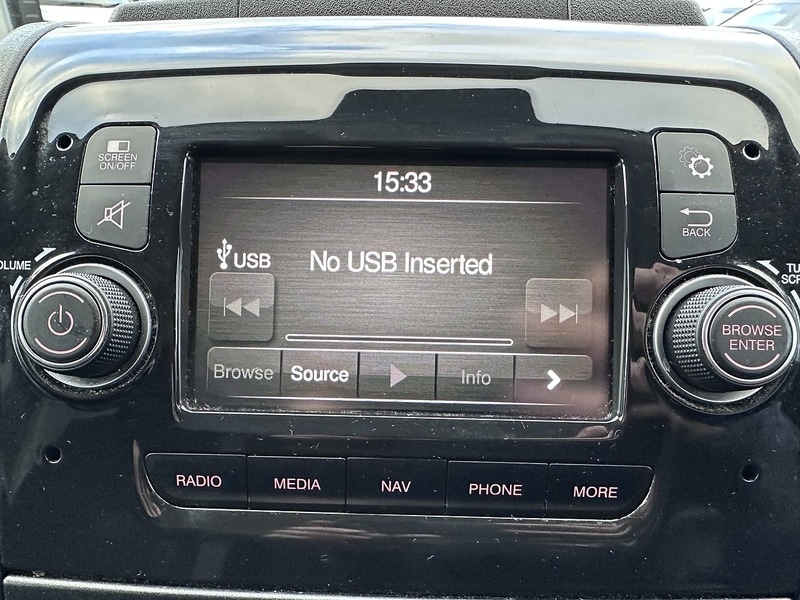 15:33
SCREEN
ON/OFF
BACK
USB
No USB Inserted
Browse
Source
Info
BROWSE
ENTER
RADIO
MEDIA
NAV
PHONE
MORE